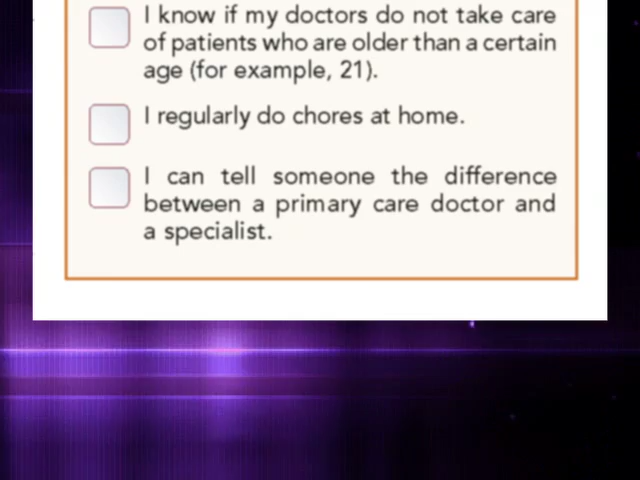 I know if my doctors do not take care
of patients who are older than a certain
age (for example, 21).
I regularly do chores at home.
I can tell someone the difference
between a primary care doctor and
a specialist.